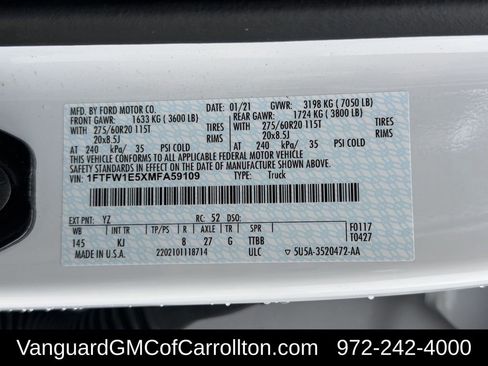 MFD. BY FORD MOTOR CO. DATE: 01/21 GVWR: 3198 KG ( 7050 LB)
FRONT GAWR: 1633 KG ( 3600 LB) REAR GAWR: 1724 KG ( 3800 LB)
WITH 275/60R20 115T TIRES WITH 275/60R20 115T TIRES
20x8.5J RIMS 20x8.5J RIMS
AT 240 kPa/ 35 PSI COLD AT 240 kPa/ 35 PSI COLD
THIS VEHICLE CONFORMS TO ALL APPLICABLE FEDERAL MOTOR VEHICLE
SAFETY STANDARDS IN EFFECT ON THE DATE OF MANUFACTURE SHOWN ABOVE.
VIN: 1FTFW1E5XMFA59109 TYPE: Truck
EXT PNT: YZ RC: 52 DSO: F0117
WB INT TR TP/PS R AXLE TR SPR T0427
145 KJ 8 27 G TTBB
2202101118714 ULC 5U5A-3520472-AA
MADE IN U.S.A.
VanguardGMCofCarrollton.com 972-242-4000